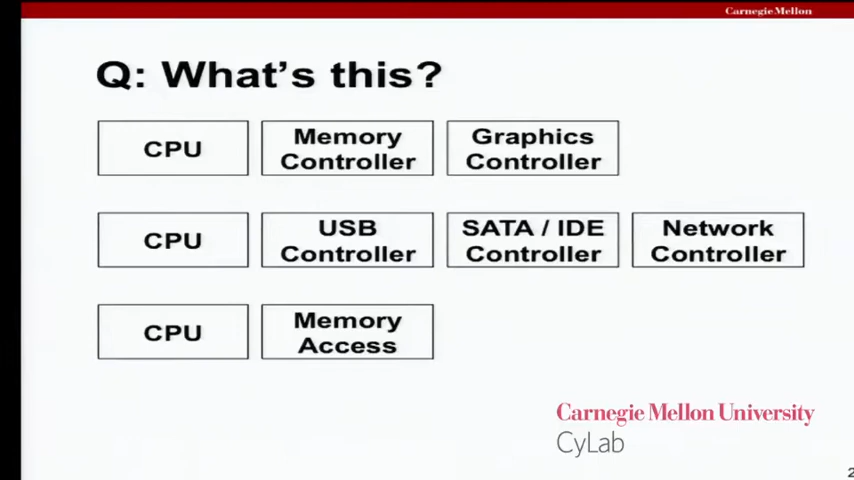 Carnegie Mellon
Q: What's this?
CPU
Memory
Controller
Graphics
Controller
CPU
USB
Controller
SATA / IDE
Controller
Network
Controller
CPU
Memory
Access
Carnegie Mellon University
CyLab
2